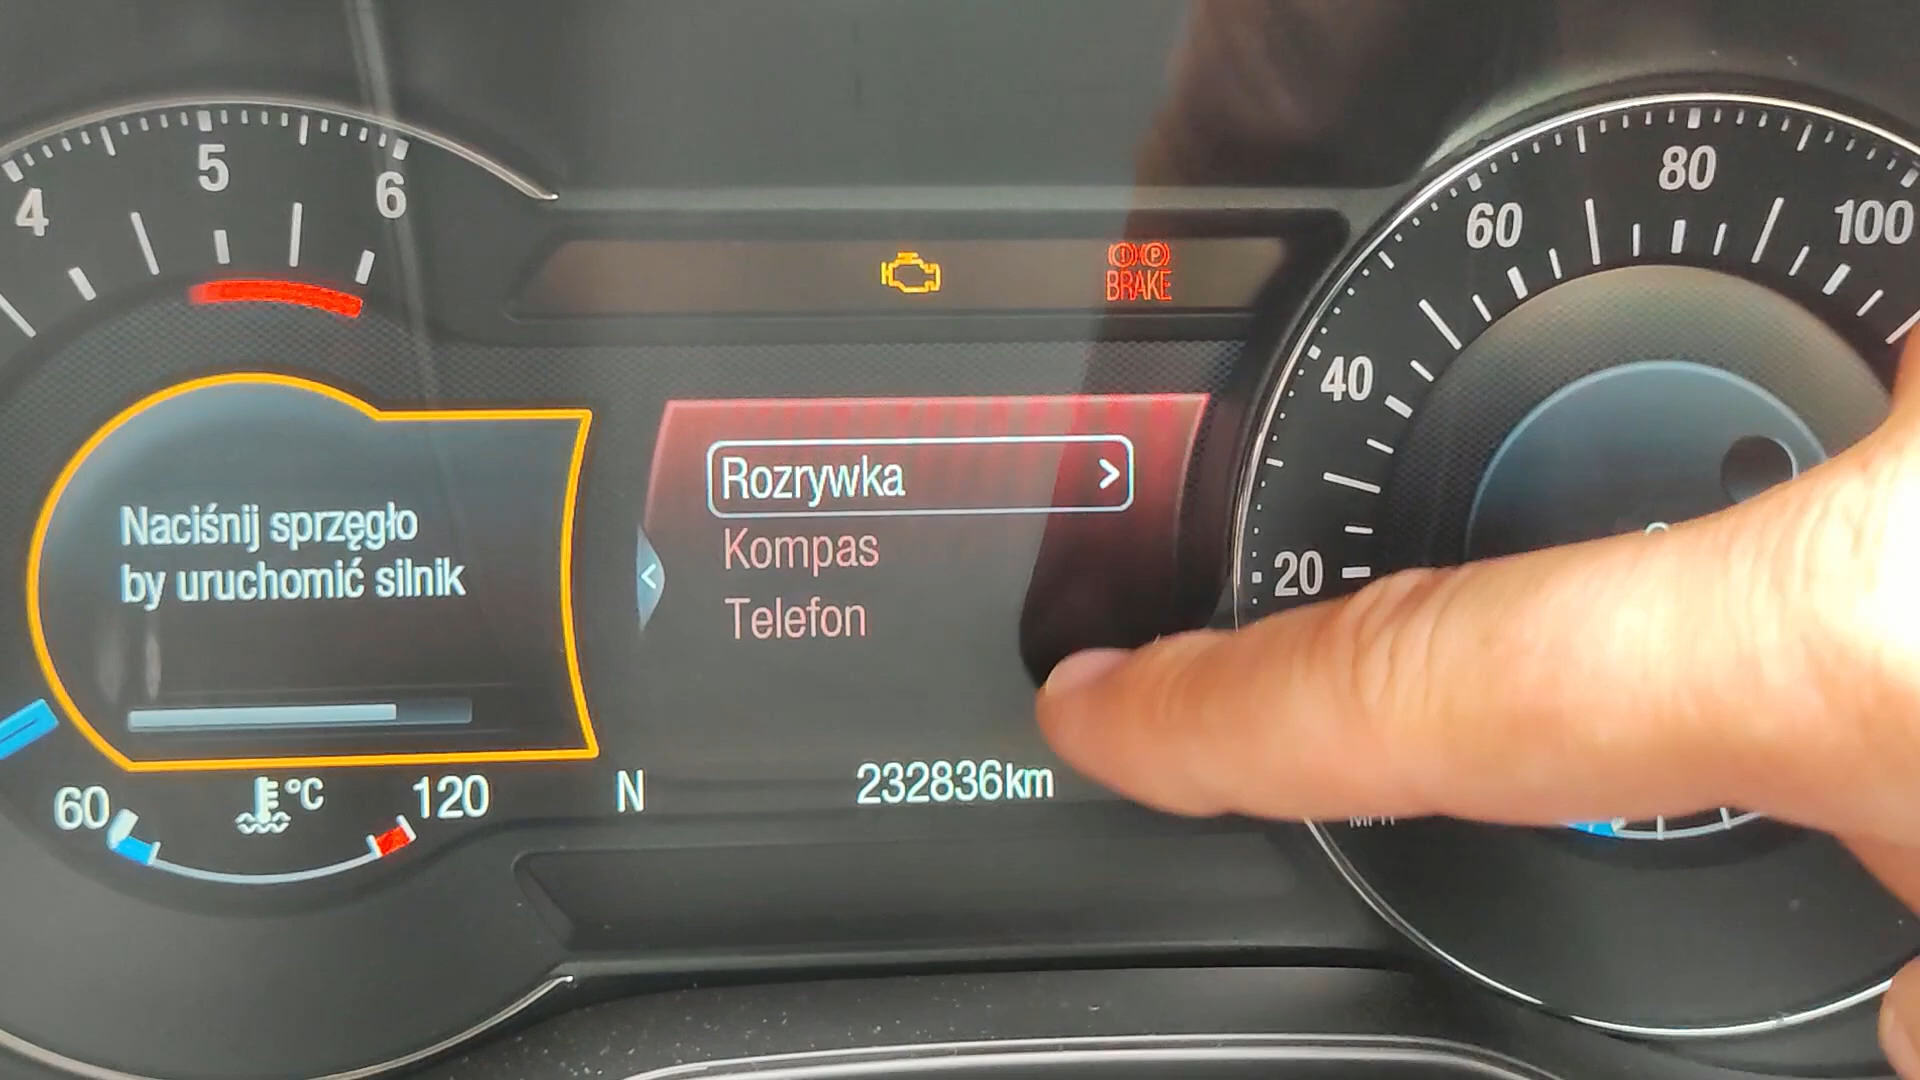 4
5
6
BRAKE
80
60
100
40
20
Naciśnij sprzęgło
by uruchomić silnik
Rozrywka >
Kompas
<
Telefon
60
°C
120
N
232836km